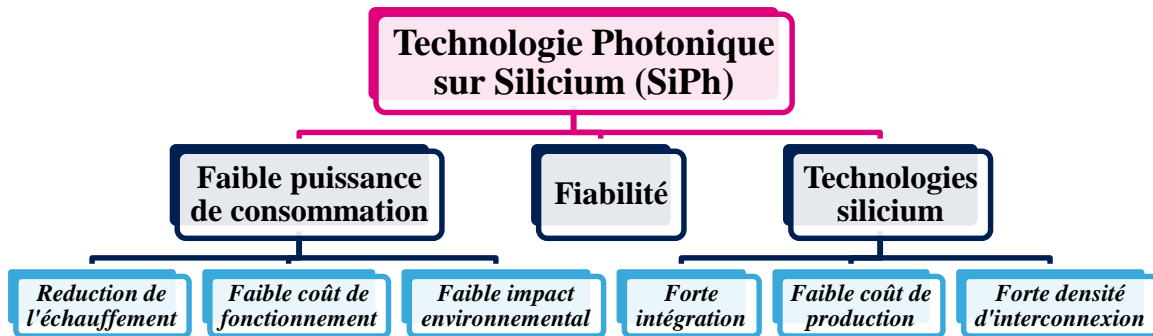 Technologie Photonique
sur Silicium (SiPh)
Faible puissance
de consommation
Fiabilité
Technologies
silicium
Reduction de
l'échauffement
Faible coût de
fonctionnement
Faible impact
environnemental
Forte
intégration
Faible coût de
production
Forte densité
d'interconnexion